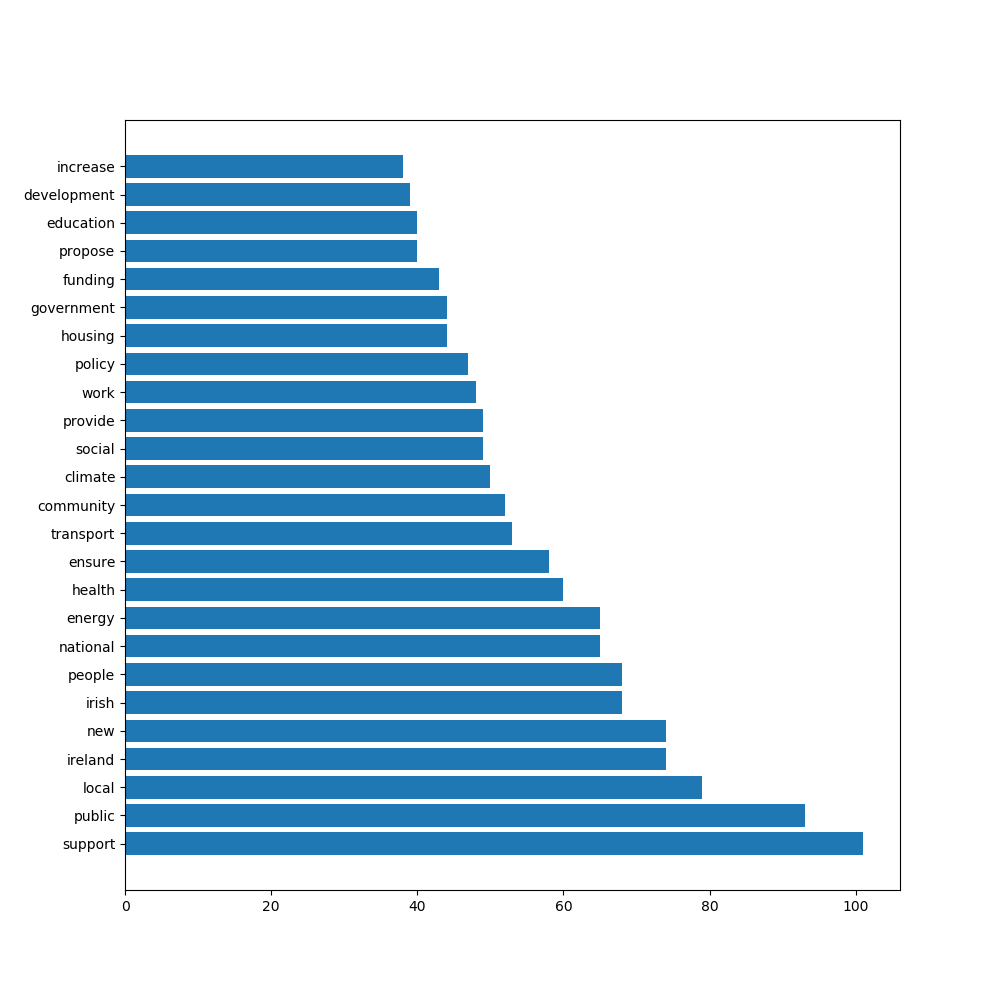 increase
development
education
propose
funding
government
housing
policy
work
provide
social
climate
community
transport
ensure
health
energy
national
people
irish
new
ireland
local
public
support
0 20 40 60 80 100